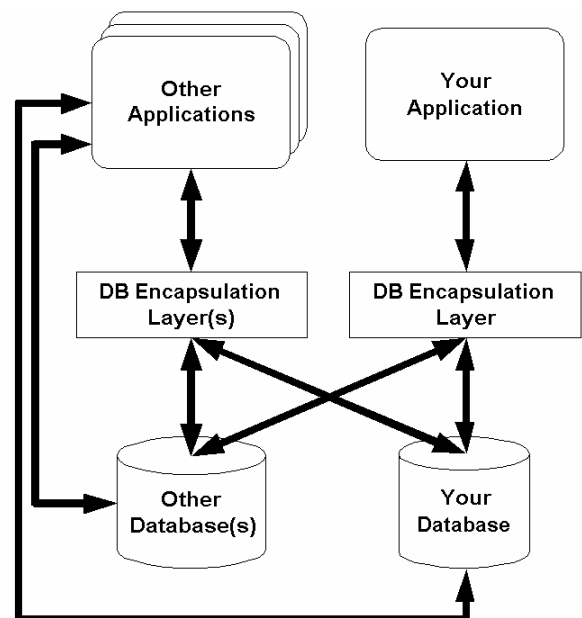 Other
Applications
Your
Application
DB Encapsulation
Layer(s)
DB Encapsulation
Layer
Other
Database(s)
Your
Database